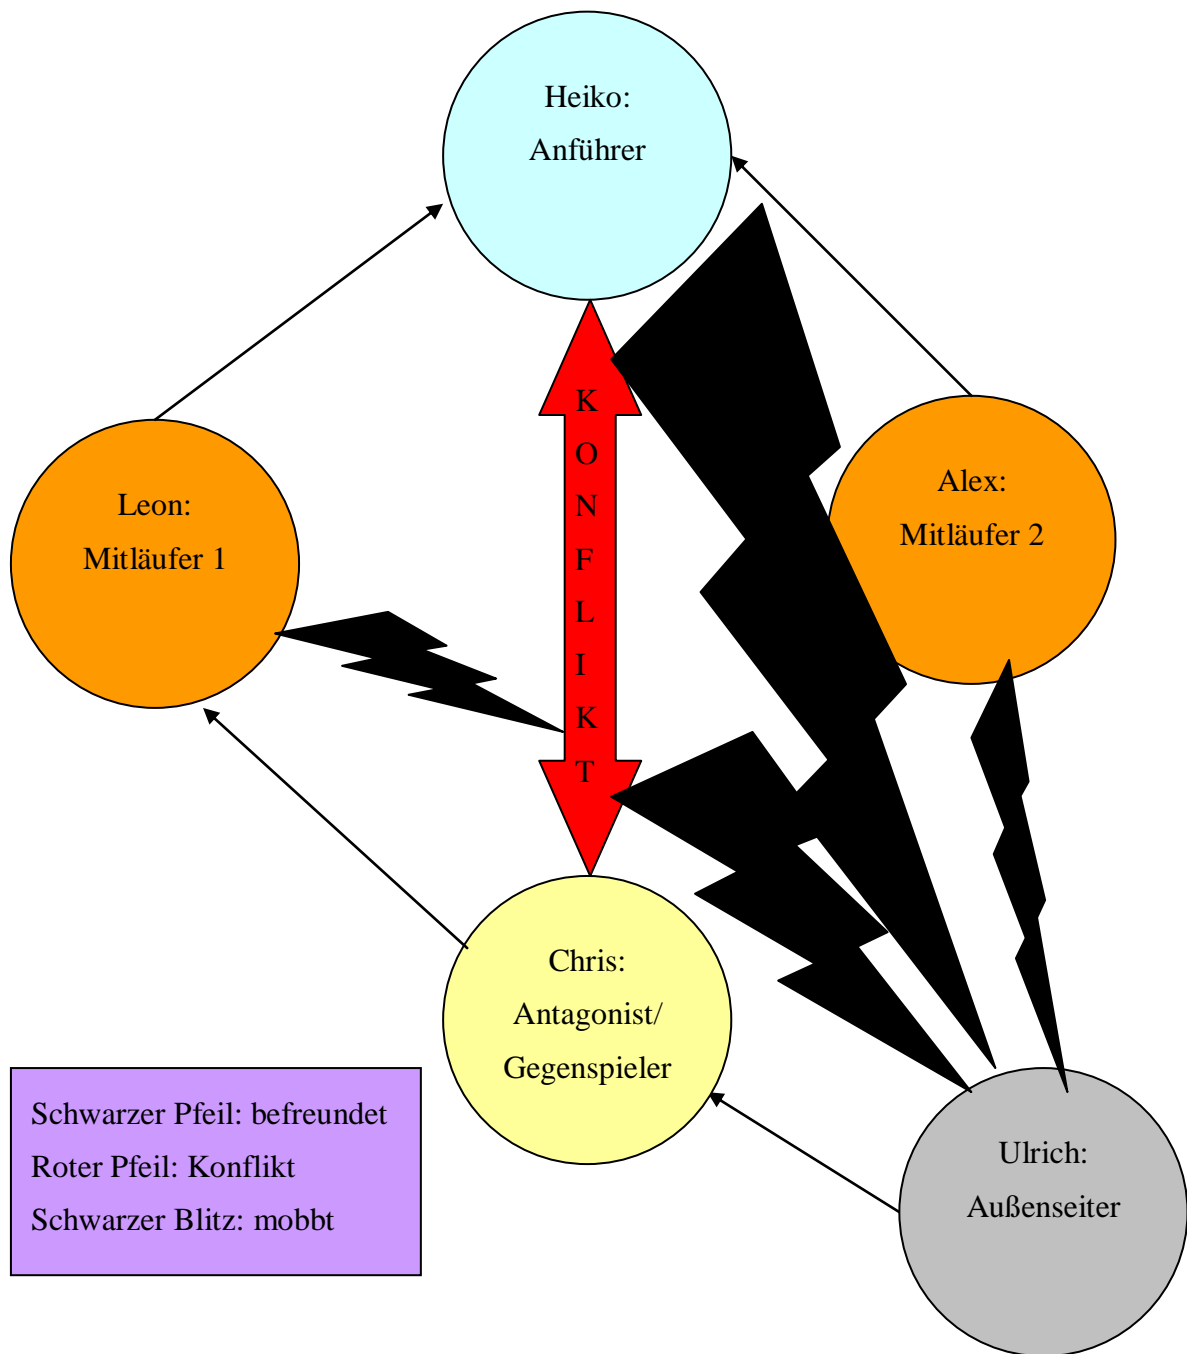 Heiko:
Anführer
K
O
N
F
L
I
K
T
Leon:
Mitläufer 1
Alex:
Mitläufer 2
Chris:
Antagonist/
Gegenspieler
Ulrich:
Außenseiter
Schwarzer Pfeil: befreundet
Roter Pfeil: Konflikt
Schwarzer Blitz: mobbt